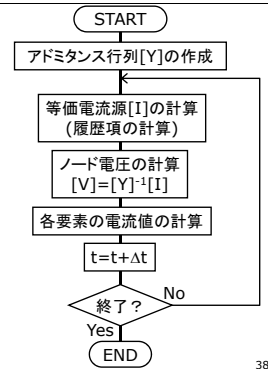 START
アドミタンス行列[Y]の作成
等価電流源[I]の計算
(履歴項の計算)
ノード電圧の計算
[V]=[Y]-1[I]
各要素の電流値の計算
t=t+Δt
終了？
No
Yes
END
38